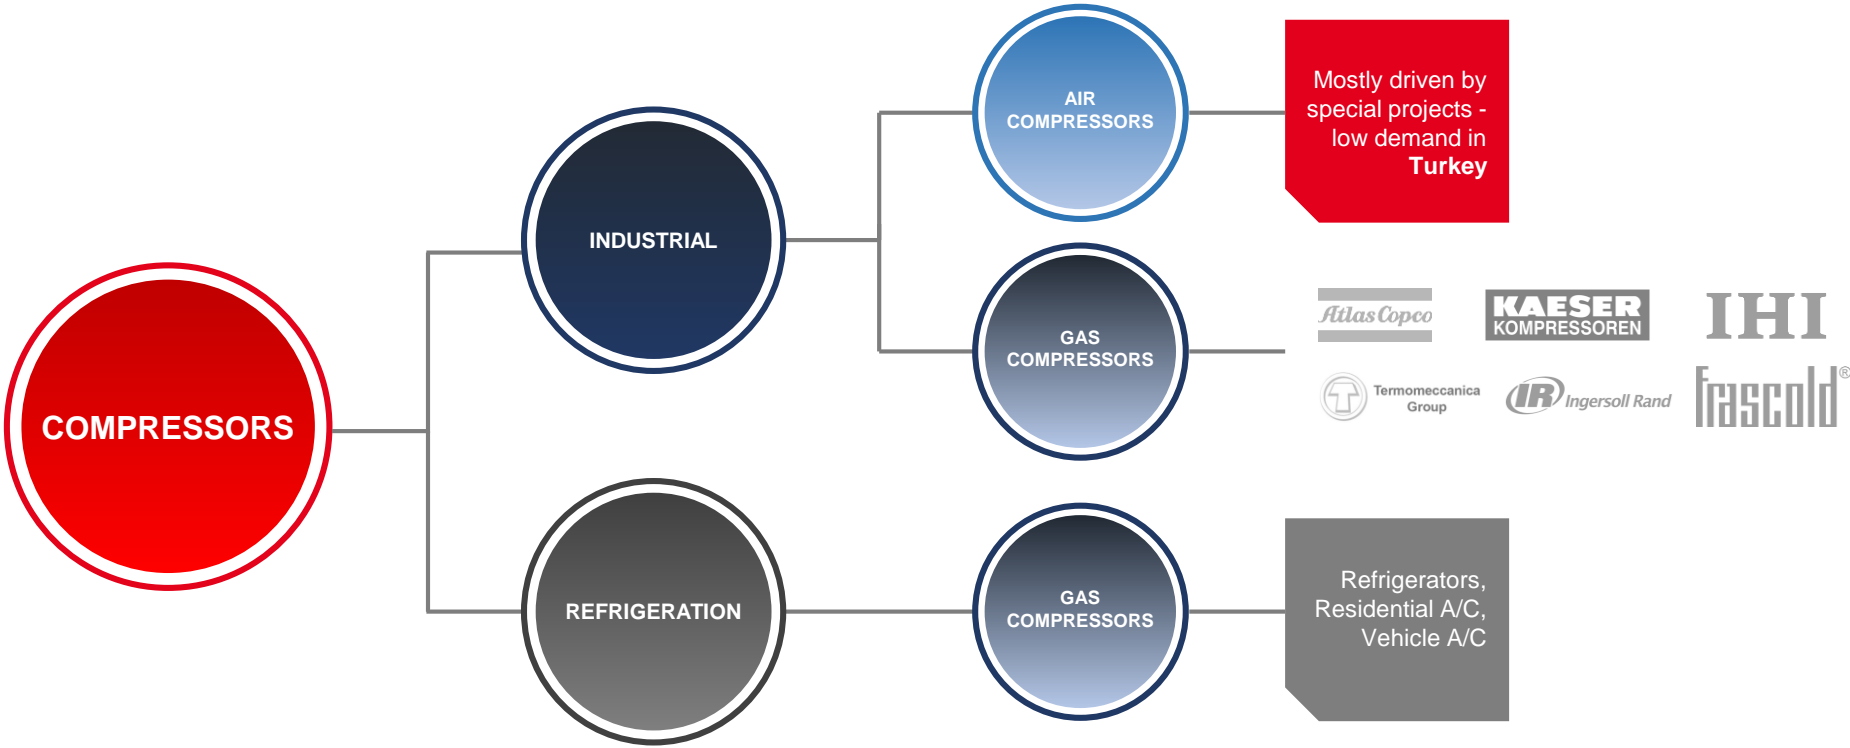 COMPRESSORS
INDUSTRIAL
REFRIGERATION
AIR
COMPRESSORS
GAS
COMPRESSORS
GAS
COMPRESSORS
Mostly driven by
special projects -
low demand in
Turkey
Atlas Copco
KAESER
KOMPRESSOREN
IHI
Termomeccanica
Group
IR Ingersoll Rand
frascold®
Refrigerators,
Residential A/C,
Vehicle A/C